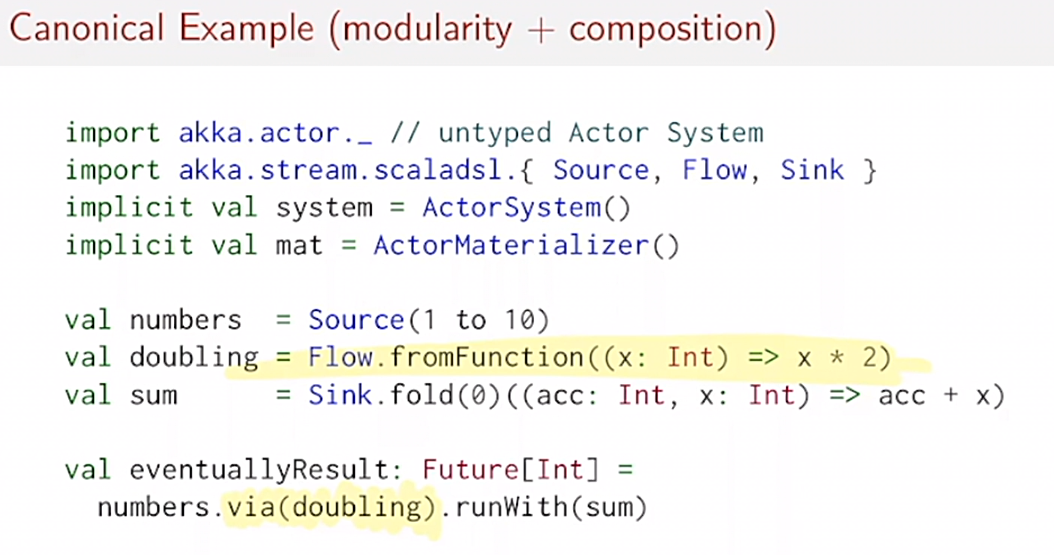 Canonical Example (modularity + composition)
import akka.actor._ // untyped Actor System
import akka.stream.scaladsl.{ Source, Flow, Sink }
implicit val system = ActorSystem()
implicit val mat = ActorMaterializer()
val numbers  = Source(1 to 10)
val doubling = Flow.fromFunction((x: Int) => x * 2)
val sum      = Sink.fold(0)((acc: Int, x: Int) => acc + x)
val eventuallyResult: Future[Int] =
  numbers.via(doubling).runWith(sum)